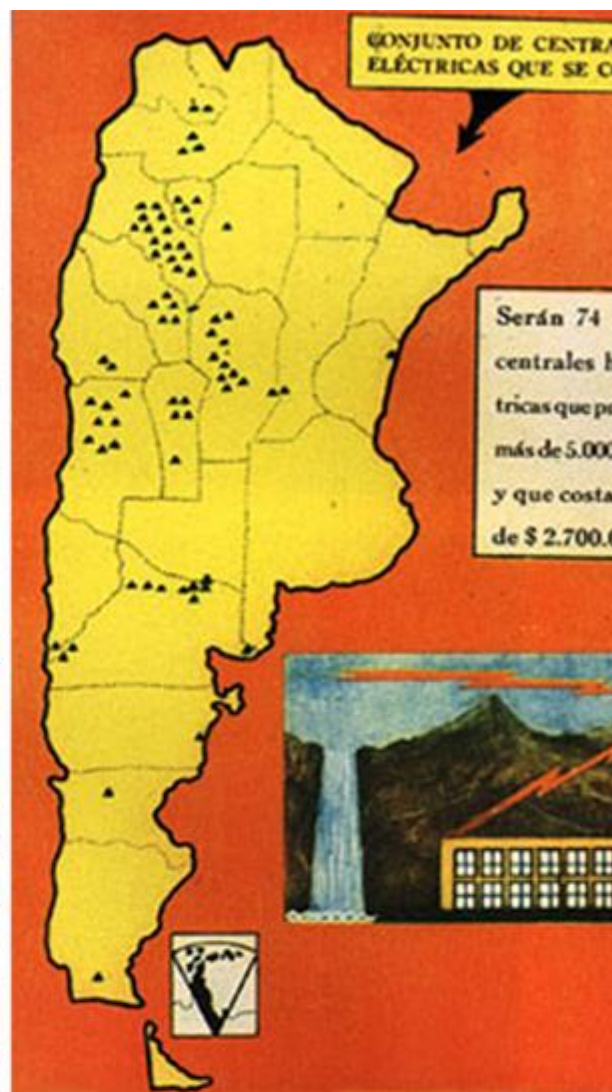 CONJUNTO DE CENTRA
ELÉCTRICAS QUE SE C
Serán 74
centrales h
tricas que p
más de 5.000
y que costa
de $ 2.700.0